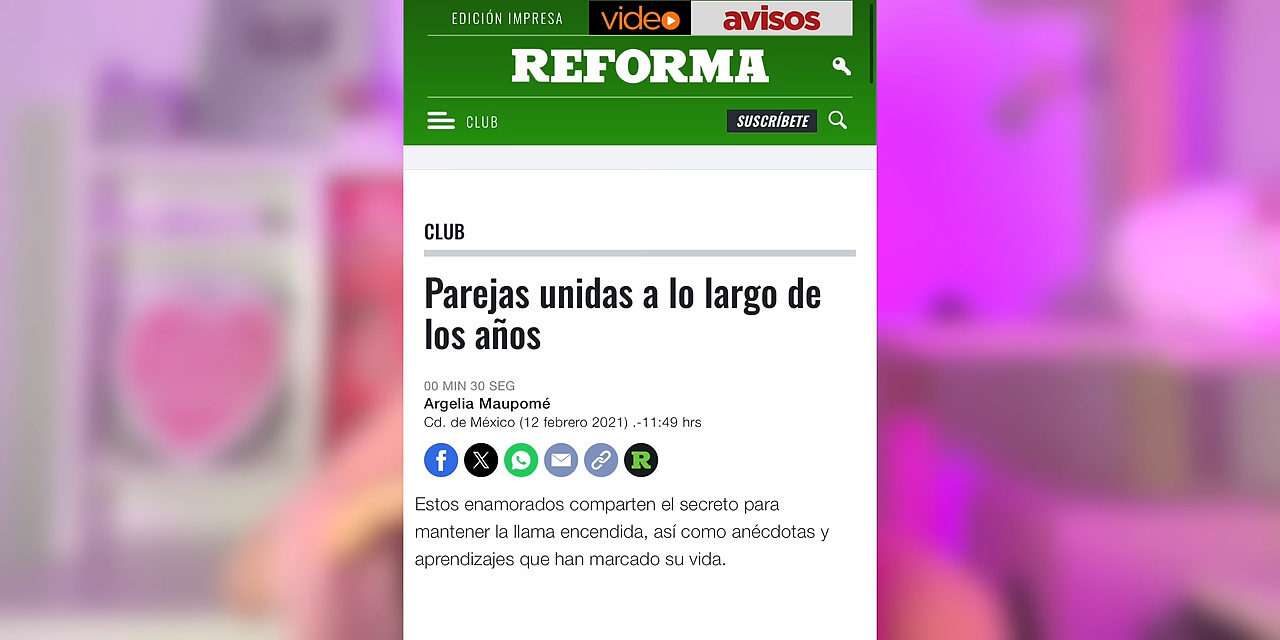 EDICIÓN IMPRESA
video
avisos
REFORMA
CLUB
SUSCRÍBETE
CLUB
Parejas unidas a lo largo de
los años
00 MIN 30 SEG
Argelia Maupomé
Cd. de México (12 febrero 2021) .-11:49 hrs
R
Estos enamorados comparten el secreto para
mantener la llama encendida, así como anécdotas y
aprendizajes que han marcado su vida.